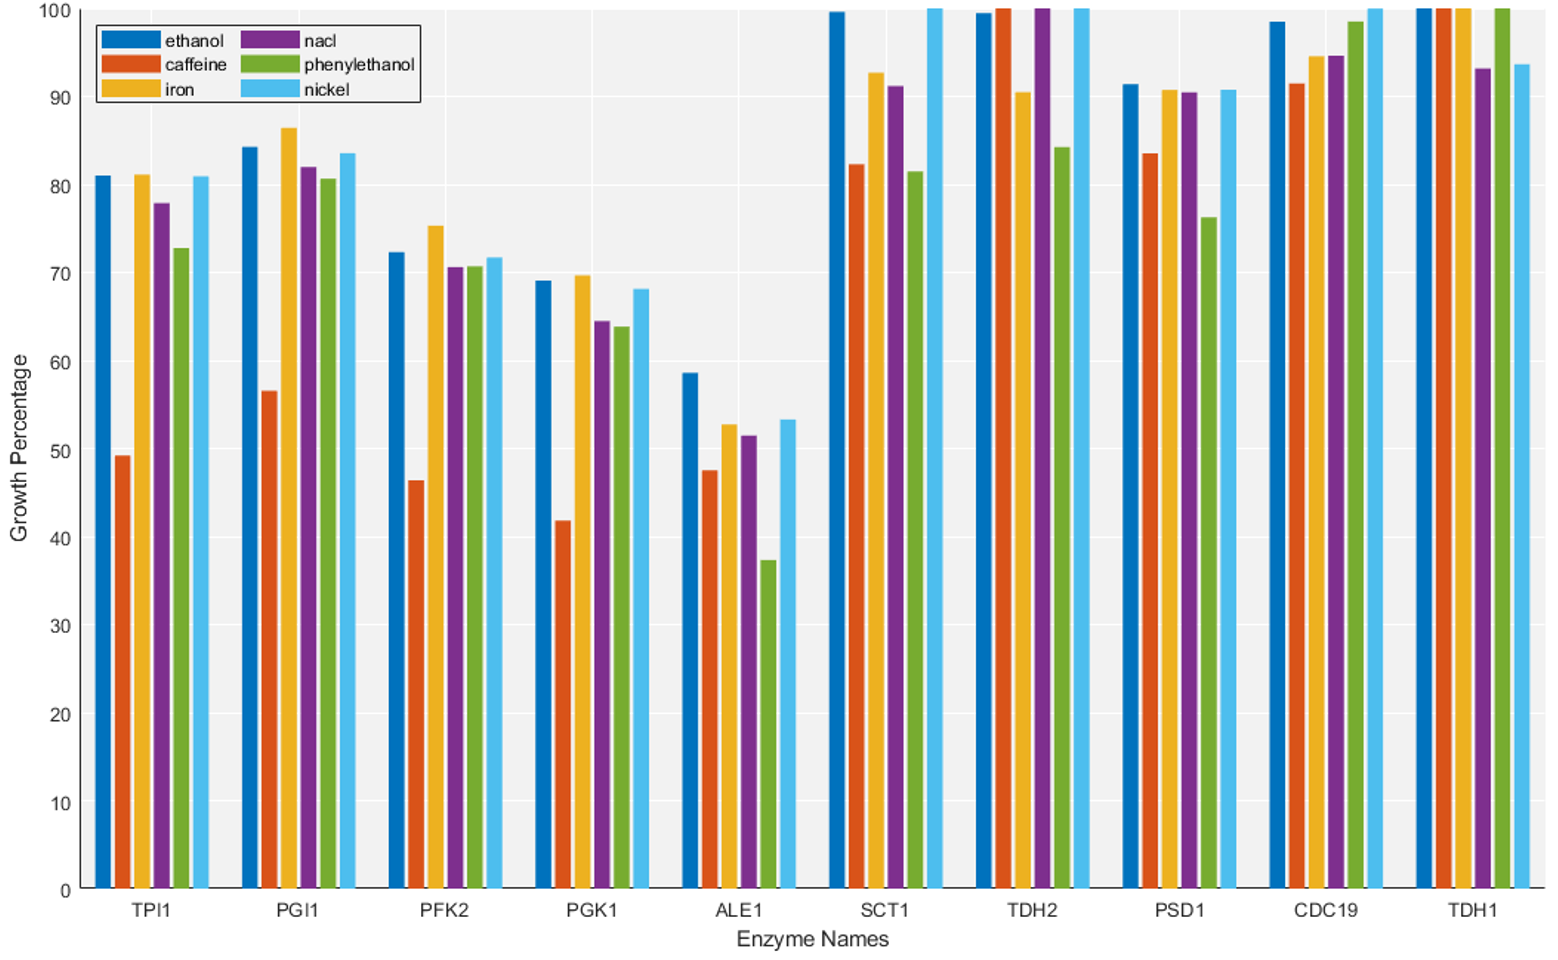 100
90
80
70
60
50
40
30
20
10
0
Growth Percentage
ethanol nacl
caffeine phenylethanol
iron nickel
TPI1 PGI1 PFK2 PGK1 ALE1 SCT1 TDH2 PSD1 CDC19 TDH1
Enzyme Names